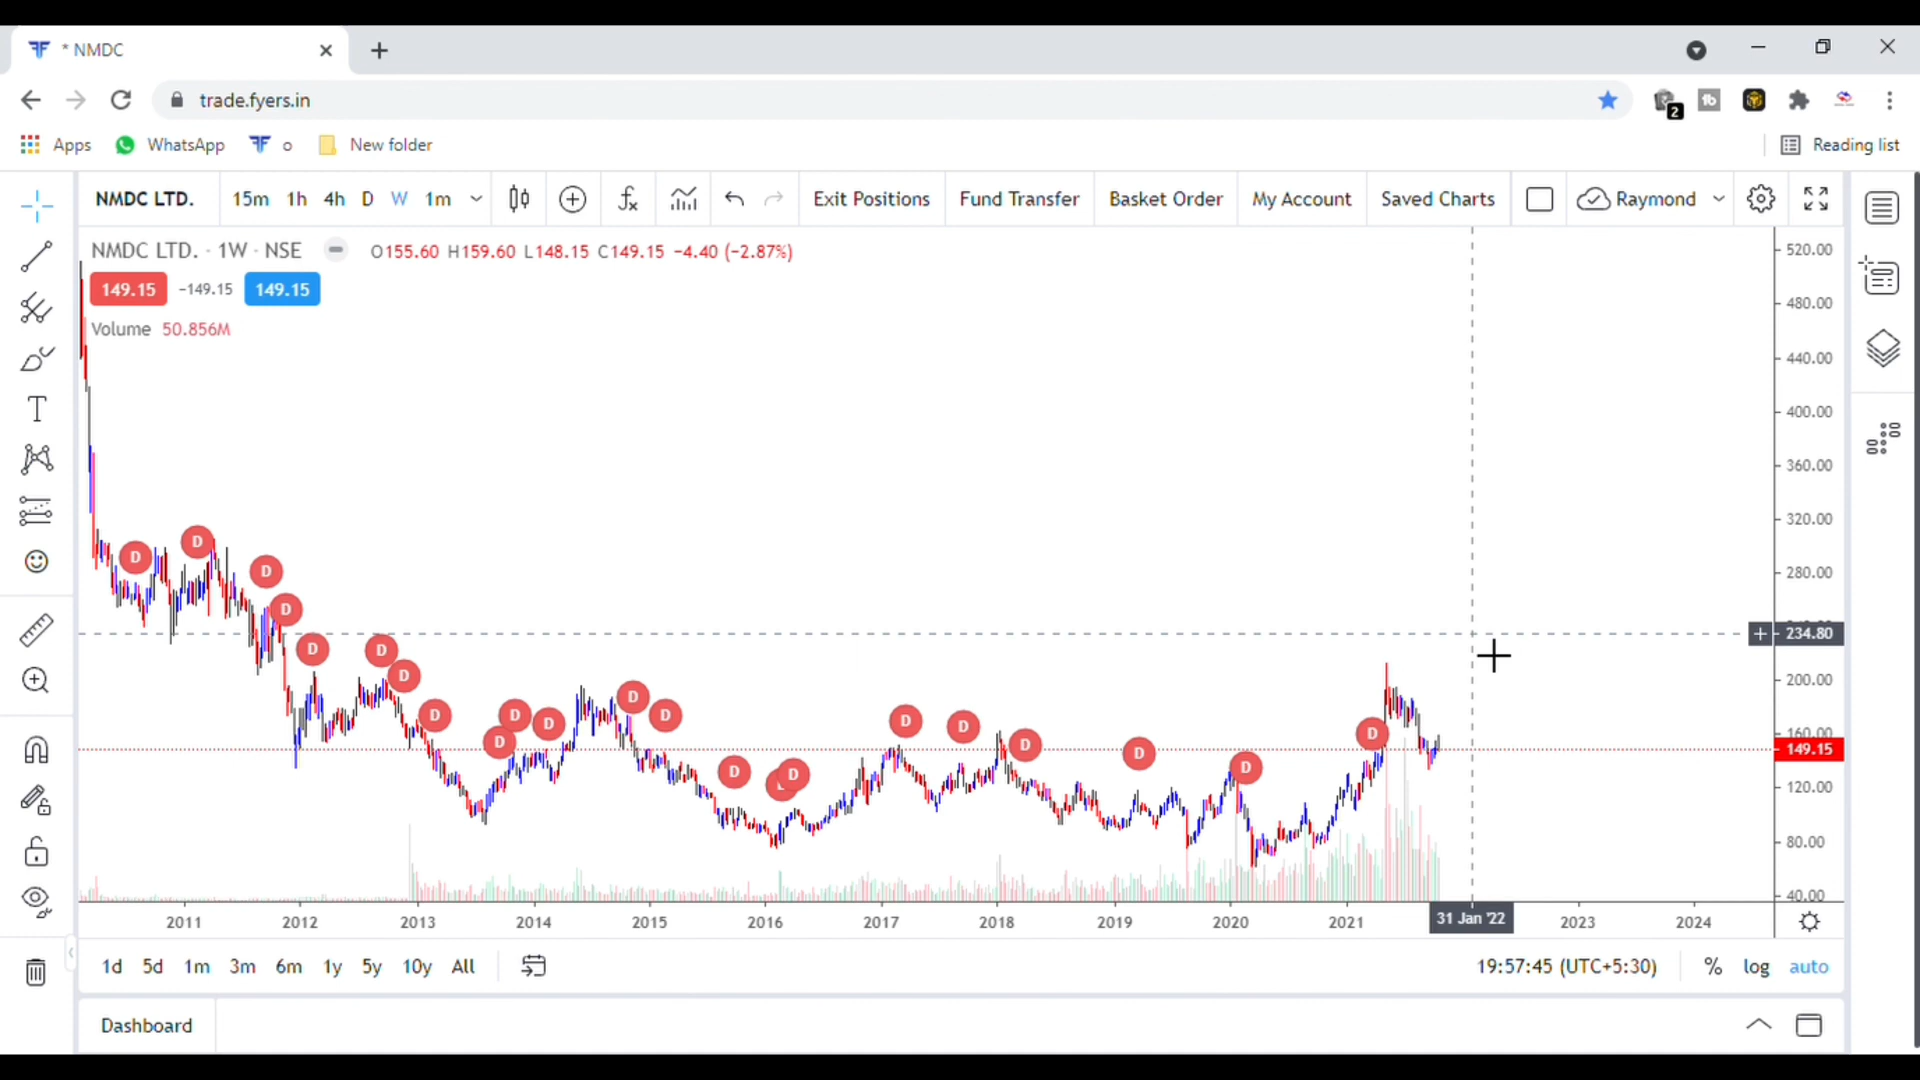 * NMDC
trade.fyers.in
2
Apps WhatsApp o New folder Reading list
NMDC LTD. 15m 1h 4h D W 1m Exit Positions Fund Transfer Basket Order My Account Saved Charts Raymond
NMDC LTD. · 1W · NSE O155.60 H159.60 L148.15 C149.15 −4.40 (−2.87%)
149.15 −149.15 149.15
Volume 50.856M
520.00
480.00
440.00
400.00
360.00
320.00
280.00
234.80
200.00
160.00
149.15
120.00
80.00
40.00
D D D D D D D D D D D D D D D D D D D D D D
2011 2012 2013 2014 2015 2016 2017 2018 2019 2020 2021 31 Jan '22 2023 2024
1d 5d 1m 3m 6m 1y 5y 10y All 19:57:45 (UTC+5:30) % log auto
Dashboard